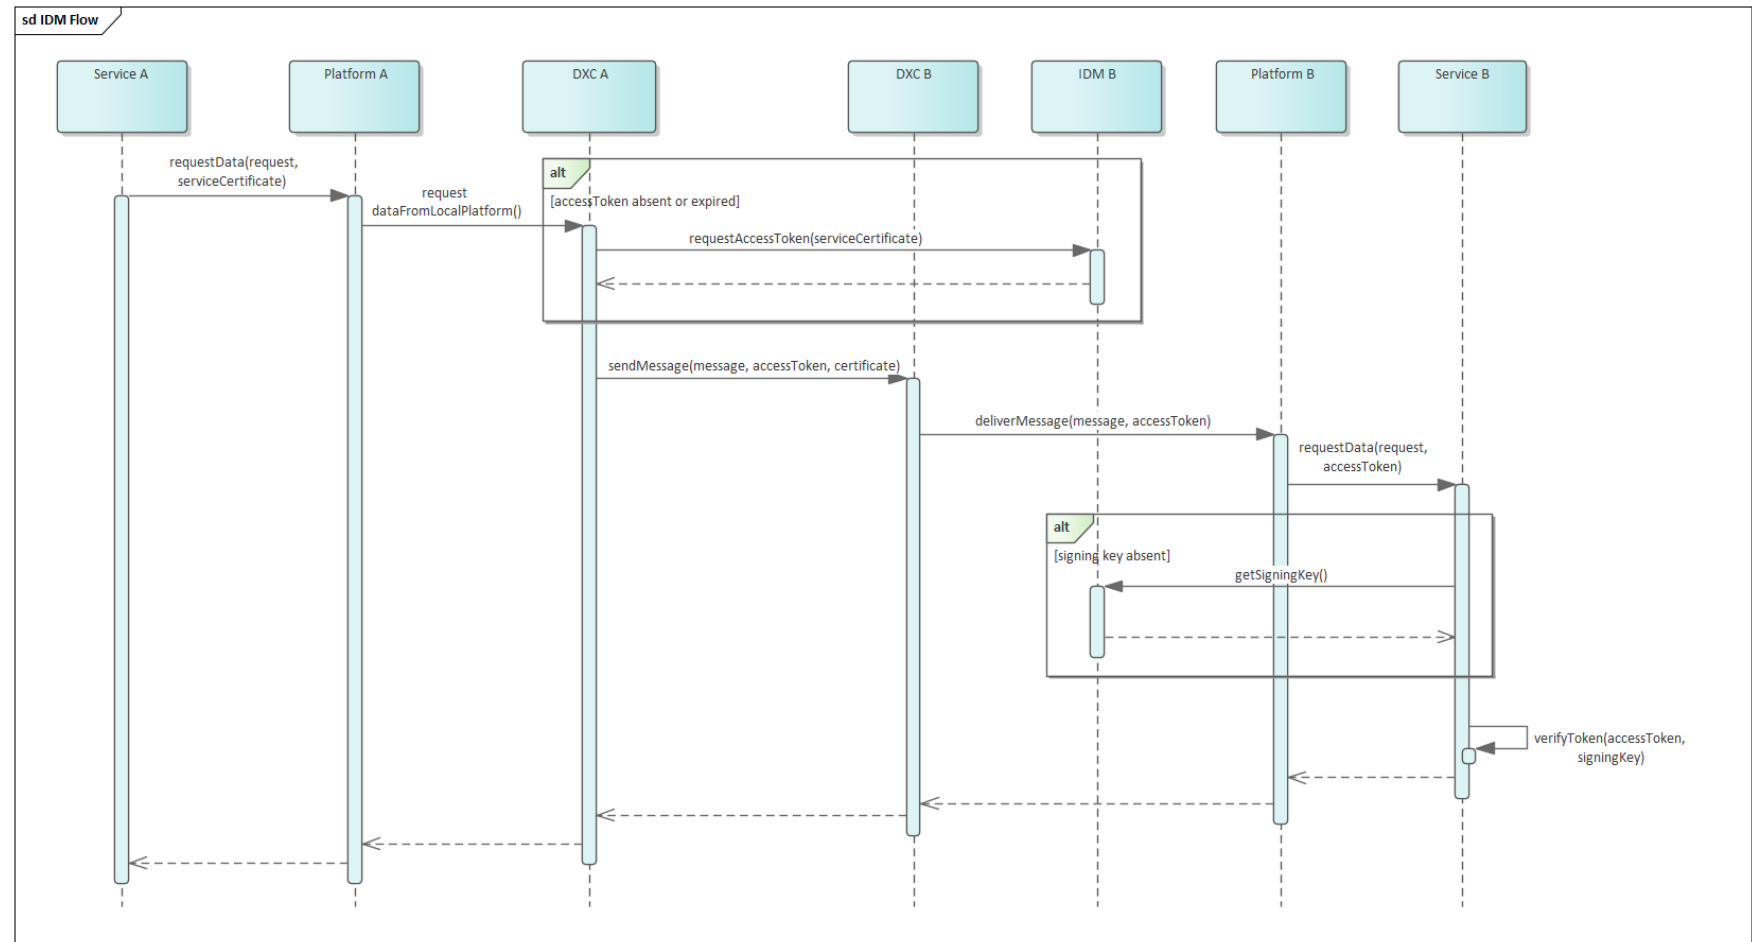 sd IDM Flow
Service A
Platform A
DXC A
DXC B
IDM B
Platform B
Service B
requestData(request,
serviceCertificate)
request
dataFromLocalPlatform()
alt
[accessToken absent or expired]
requestAccessToken(serviceCertificate)
sendMessage(message, accessToken, certificate)
deliverMessage(message, accessToken)
requestData(request,
accessToken)
alt
[signing key absent]
getSigningKey()
verifyToken(accessToken,
signingKey)